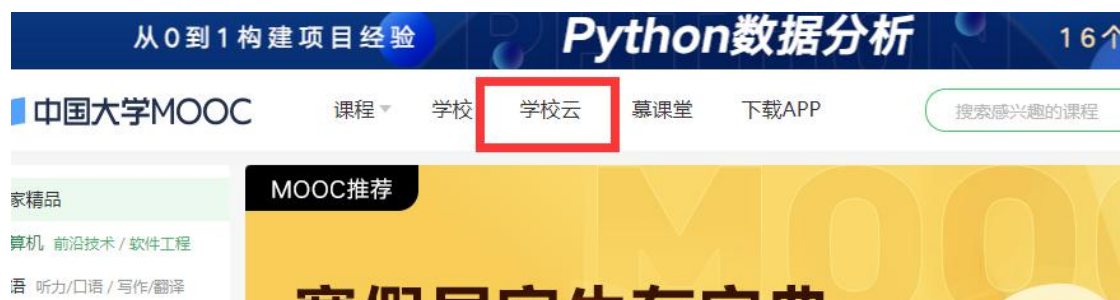 从0到1构建项目经验 Python数据分析 16个
中国大学MOOC 课程 学校 学校云 慕课堂 下载APP 搜索感兴趣的课程
MOOC推荐
家精品
算机 前沿技术 / 软件工程
语 听力/口语 / 写作/翻译